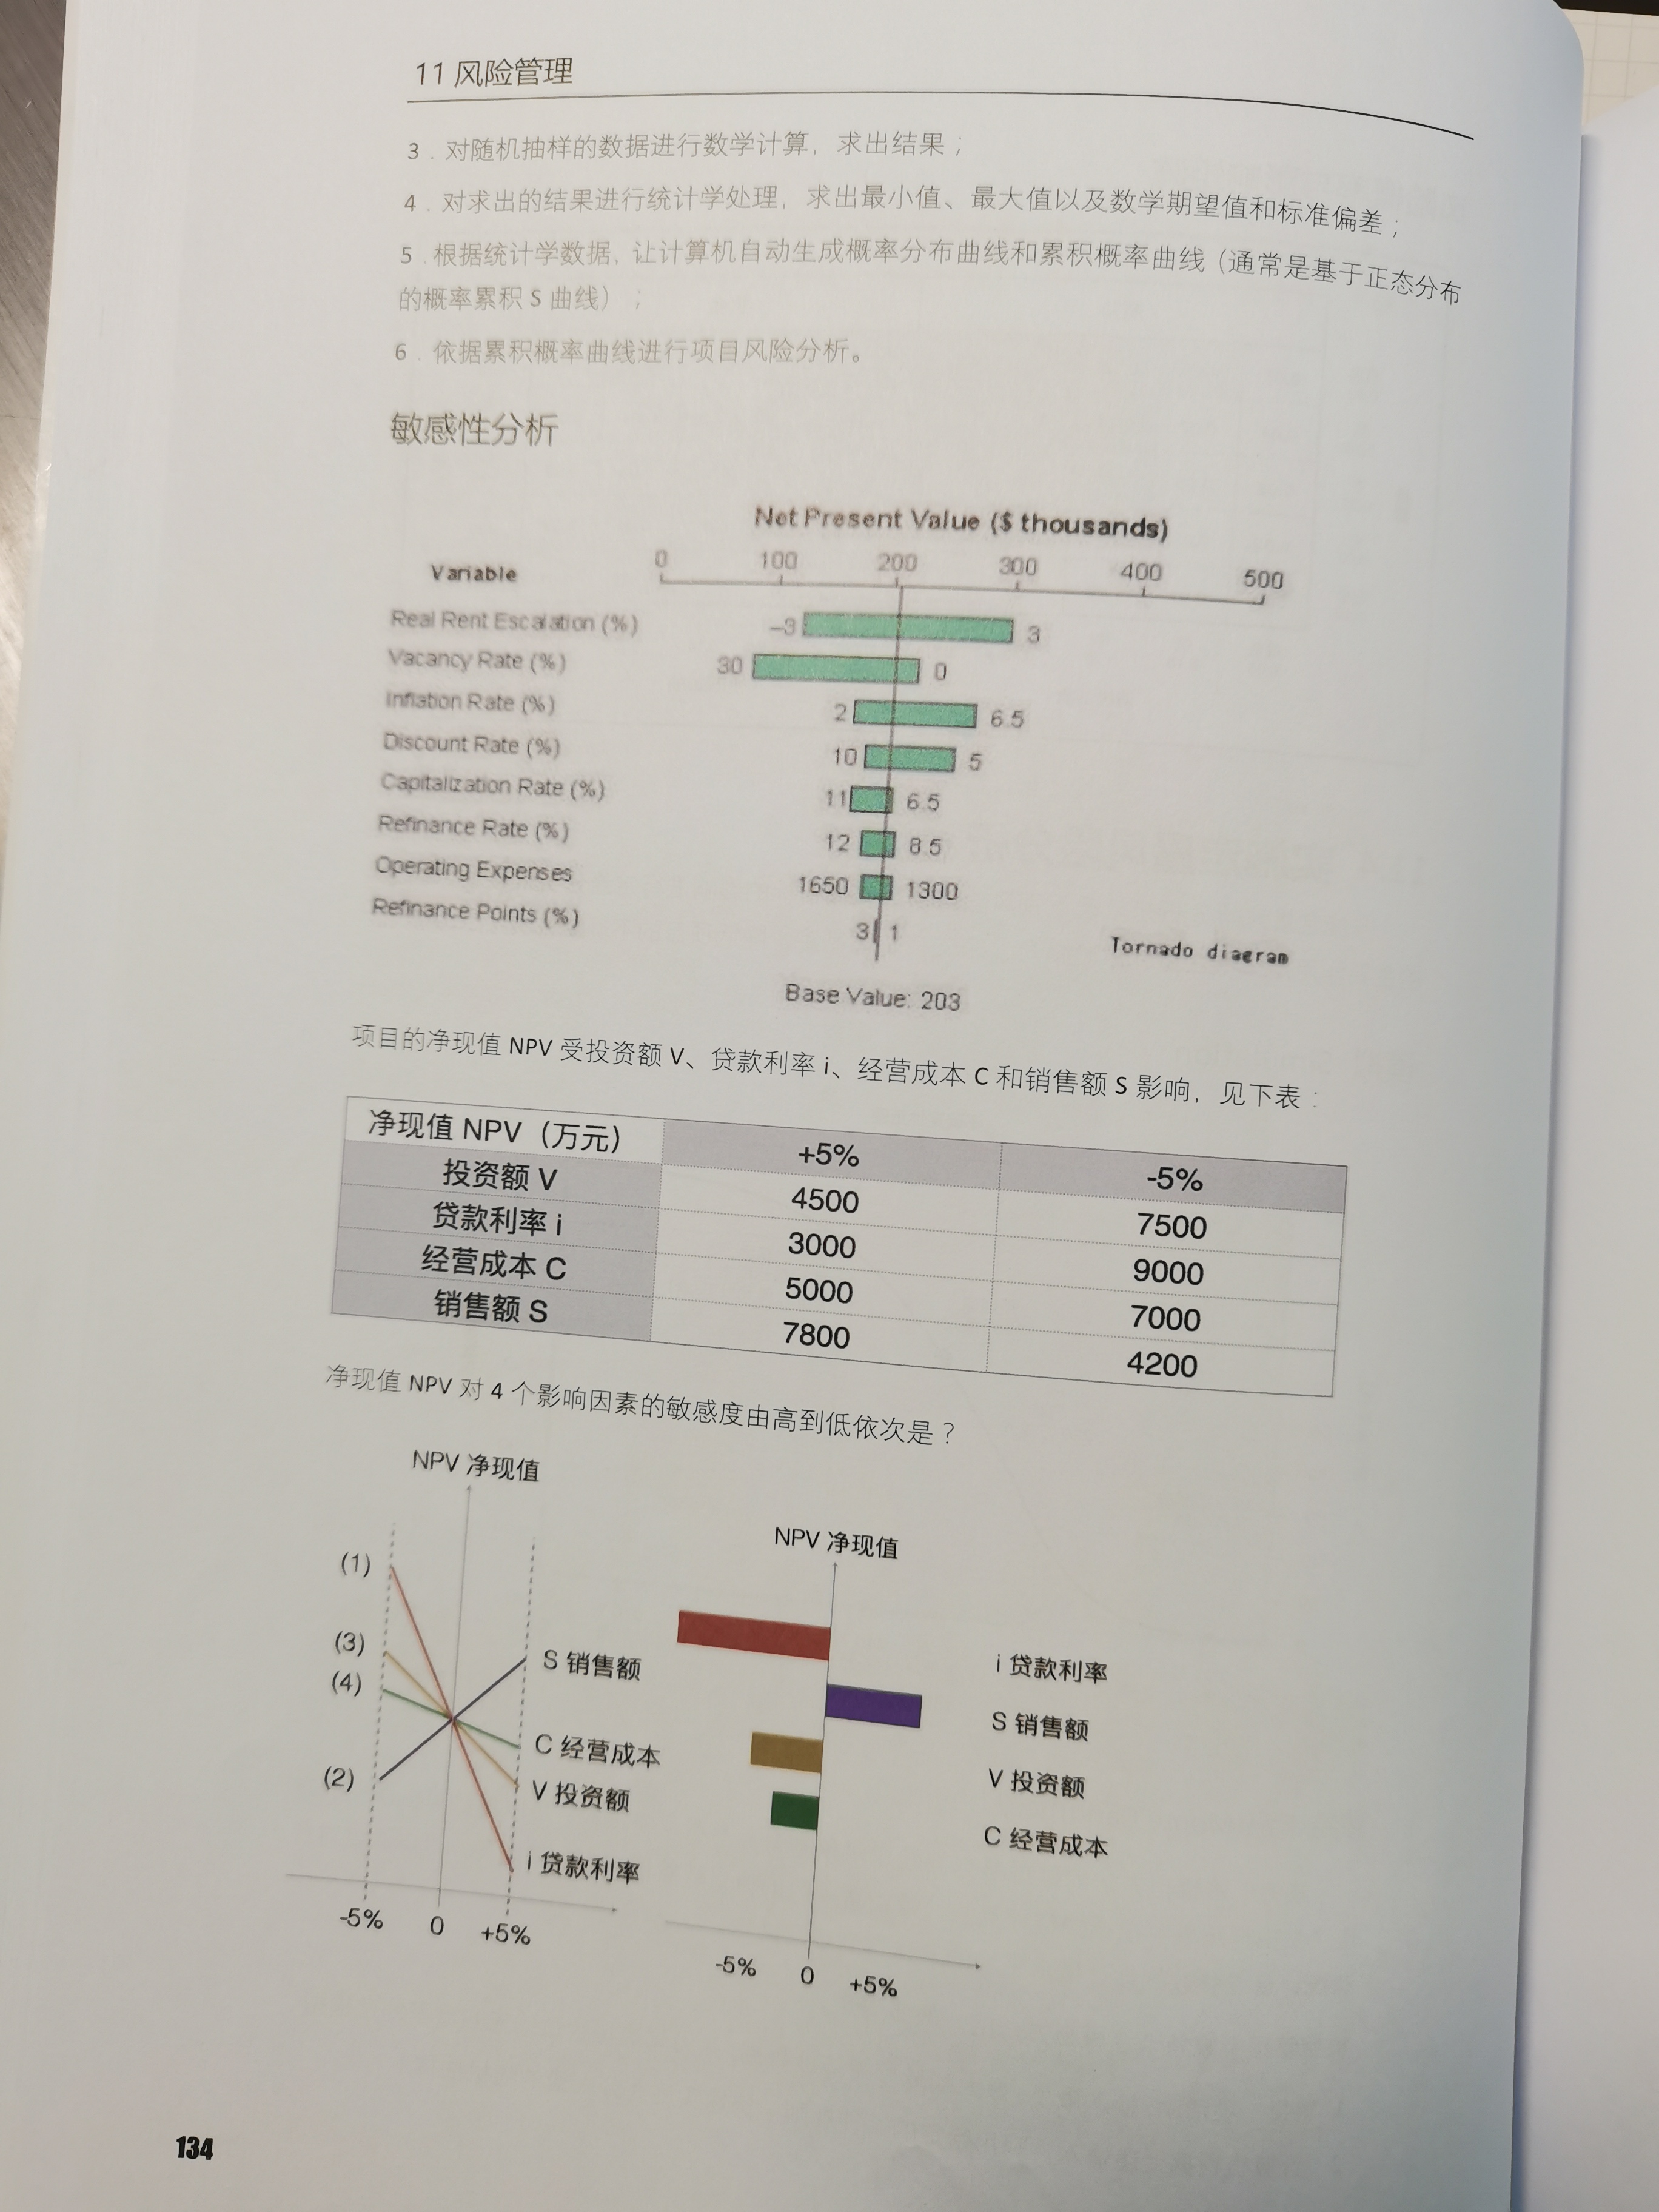 11 风险管理
3．对随机抽样的数据进行数学计算，求出结果；
4．对求出的结果进行统计学处理，求出最小值、最大值以及数学期望值和标准偏差；
5．根据统计学数据，让计算机自动生成概率分布曲线和累积概率曲线（通常是基于正态分布
的概率累积 S 曲线）；
6．依据累积概率曲线进行项目风险分析。
敏感性分析
Net Present Value ($ thousands)
Variable 0 100 200 300 400 500
Real Rent Escalation (%) −3 3
Vacancy Rate (%) 30 0
Inflation Rate (%) 2 6.5
Discount Rate (%) 10 5
Capitalization Rate (%) 11 6.5
Refinance Rate (%) 12 8.5
Operating Expenses 1650 1300
Refinance Points (%) 3 1
Tornado diagram
Base Value: 203
项目的净现值 NPV 受投资额 V、贷款利率 i、经营成本 C 和销售额 S 影响，见下表：
净现值 NPV（万元） +5% -5%
投资额 V 4500 7500
贷款利率 i 3000 9000
经营成本 C 5000 7000
销售额 S 7800 4200
净现值 NPV 对 4 个影响因素的敏感度由高到低依次是？
NPV 净现值
(1)
(3)
(4)
(2)
S 销售额
C 经营成本
V 投资额
i 贷款利率
-5% 0 +5%
NPV 净现值
i 贷款利率
S 销售额
V 投资额
C 经营成本
-5% 0 +5%
134